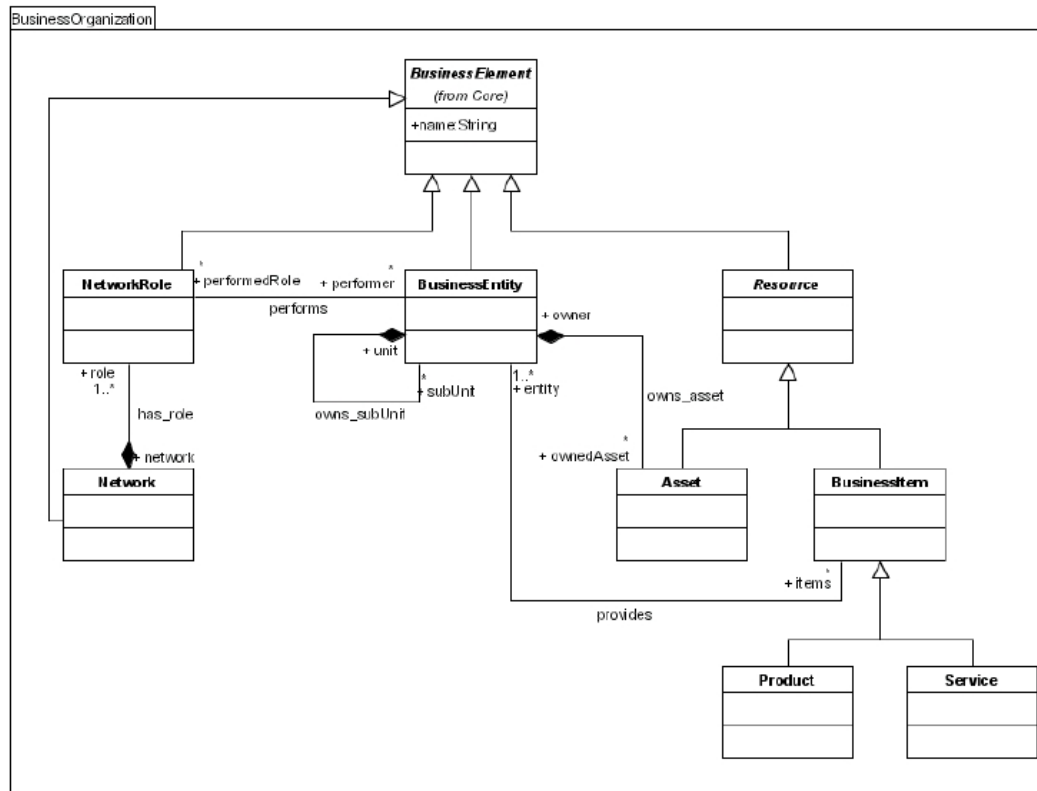 BusinessOrganization
BusinessElement
(from Core)
+name:String
NetworkRole
*
+ performedRole
*
+ performer
performs
BusinessEntity
Resource
+ owner
+ unit
+ role
1..*
*
+ subUnit
1..*
+ entity
owns_subUnit
owns_asset
has_role
+ network
*
+ ownedAsset
Network
Asset
BusinessItem
*
+ items
provides
Product
Service